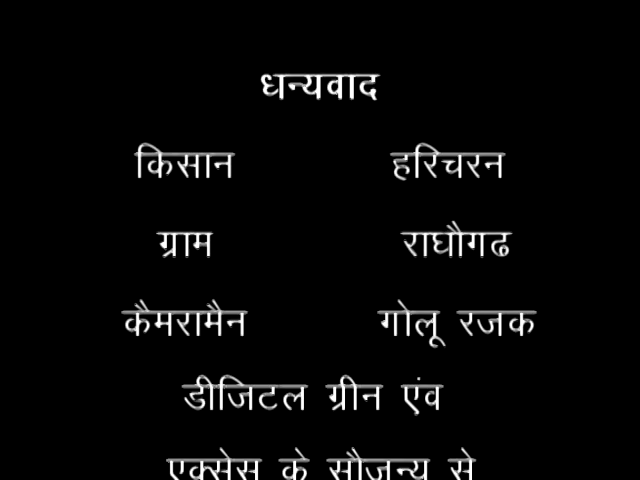 धन्यवाद
किसान हरिचरन
ग्राम राघौगढ
कैमरामैन गोलू रजक
डीजिटल ग्रीन एंव
एक्सेस के सौजन्य से